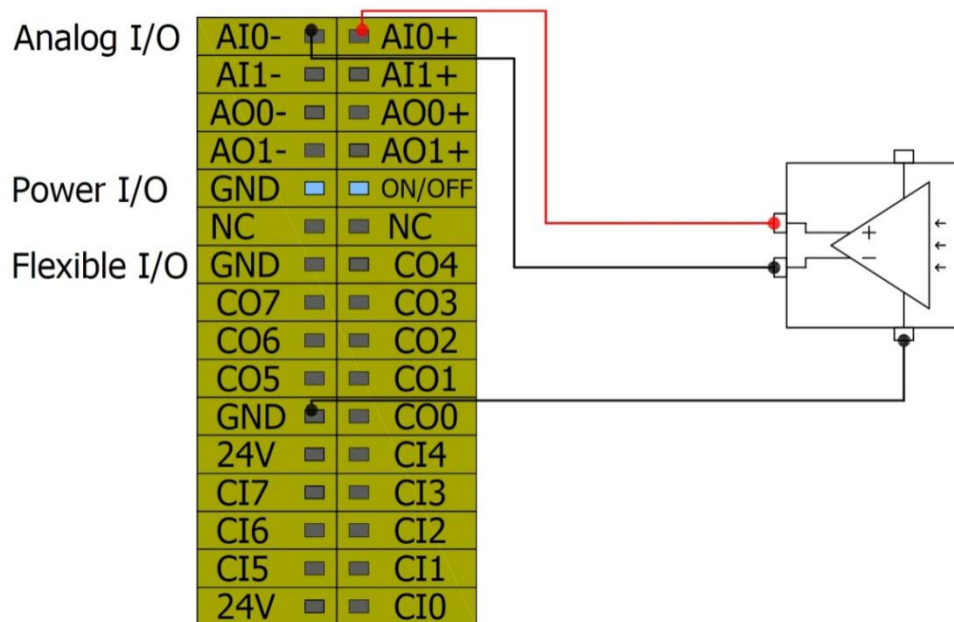 Analog I/O AI0- AI0+
AI1- AI1+
AO0- AO0+
AO1- AO1+
Power I/O GND ON/OFF
NC NC
Flexible I/O GND CO4
CO7 CO3
CO6 CO2
CO5 CO1
GND CO0
24V CI4
CI7 CI3
CI6 CI2
CI5 CI1
24V CI0
+
−